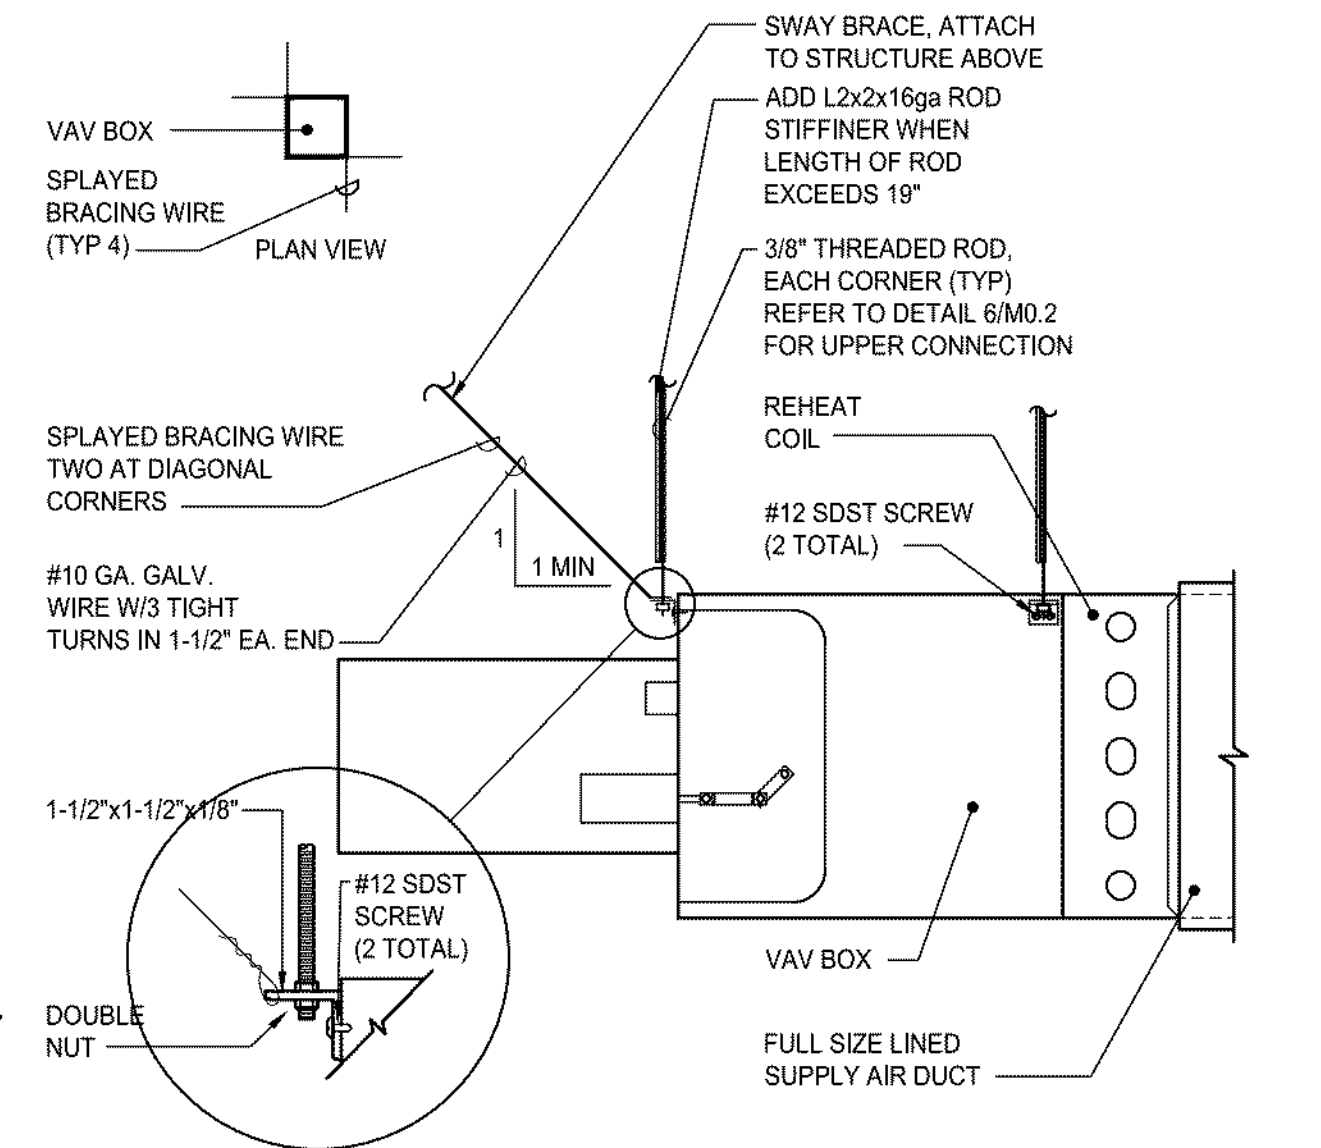 VAV BOX
SPLAYED
BRACING WIRE
(TYP 4)
PLAN VIEW
SWAY BRACE, ATTACH
TO STRUCTURE ABOVE
ADD L2x2x16ga ROD
STIFFINER WHEN
LENGTH OF ROD
EXCEEDS 19"
3/8" THREADED ROD,
EACH CORNER (TYP)
REFER TO DETAIL 6/M0.2
FOR UPPER CONNECTION
REHEAT
COIL
#12 SDST SCREW
(2 TOTAL)
SPLAYED BRACING WIRE
TWO AT DIAGONAL
CORNERS
1
1 MIN
#10 GA. GALV.
WIRE W/3 TIGHT
TURNS IN 1-1/2" EA. END
1-1/2"x1-1/2"x1/8"
#12 SDST
SCREW
(2 TOTAL)
DOUBLE
NUT
VAV BOX
FULL SIZE LINED
SUPPLY AIR DUCT